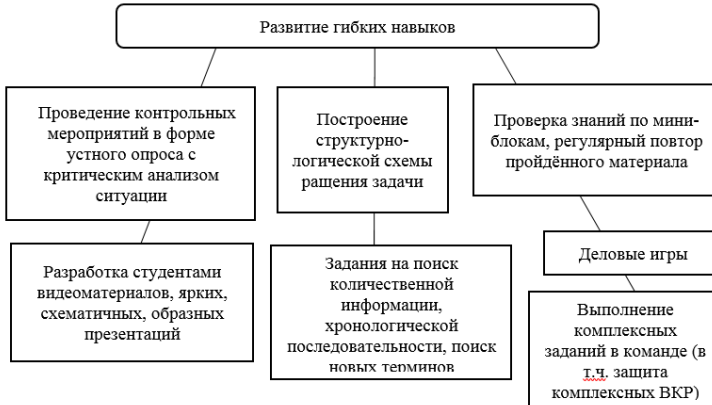 Развитие гибких навыков
Проведение контрольных
мероприятий в форме
устного опроса с
критическим анализом
ситуации
Построение
структурно-
логической схемы
ращения задачи
Проверка знаний по мини-
блокам, регулярный повтор
пройдённого материала
Разработка студентами
видеоматериалов, ярких,
схематичных, образных
презентаций
Задания на поиск
количественной
информации,
хронологической
последовательности, поиск
новых терминов
Деловые игры
Выполнение
комплексных
заданий в команде (в
т.ч. защита
комплексных ВКР)